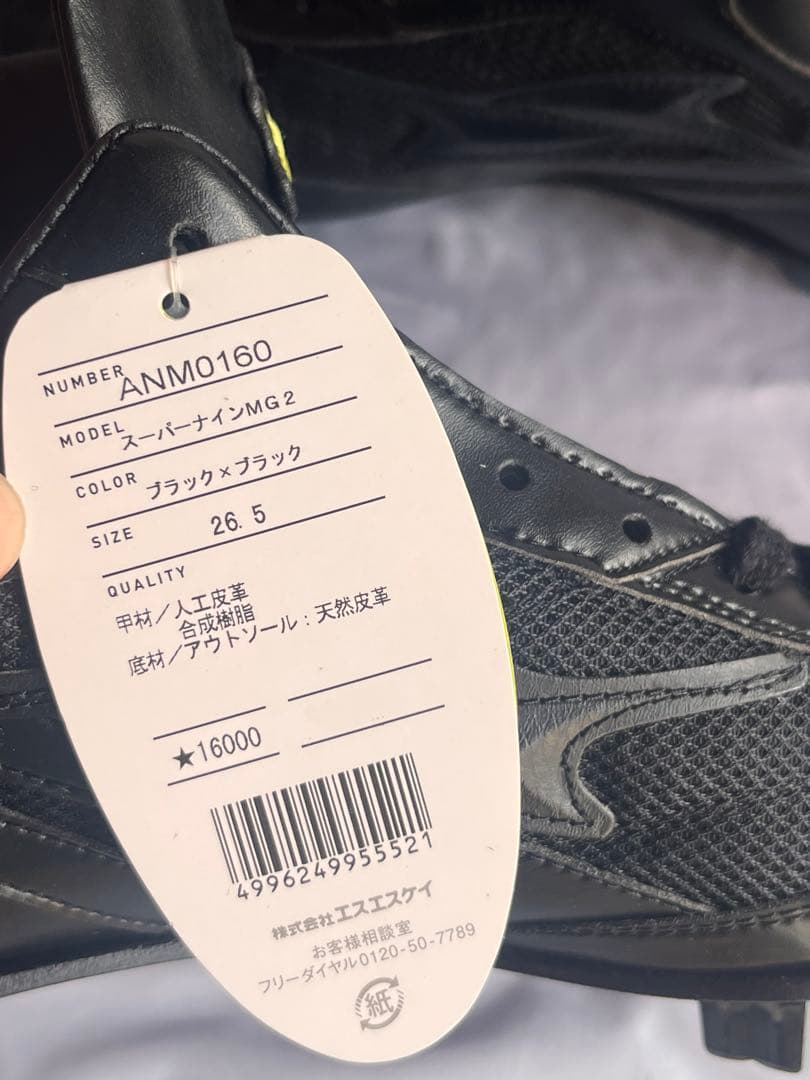 NUMBER ANM0160
MODEL スーパーナインMG2
COLOR ブラック×ブラック
SIZE 26.5
QUALITY
甲材/人工皮革
合成樹脂
底材/アウトソール:天然皮革
★16000
4996249955521
株式会社エスエスケイ
お客様相談室
フリーダイヤル0120-50-7789
紙